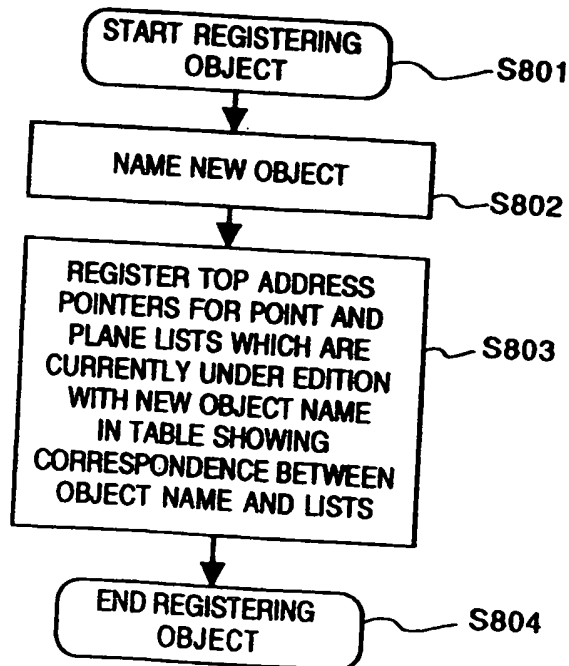 START REGISTERING
OBJECT
S801
NAME NEW OBJECT
S802
REGISTER TOP ADDRESS
POINTERS FOR POINT AND
PLANE LISTS WHICH ARE
CURRENTLY UNDER EDITION
WITH NEW OBJECT NAME
IN TABLE SHOWING
CORRESPONDENCE BETWEEN
OBJECT NAME AND LISTS
S803
END REGISTERING
OBJECT
S804